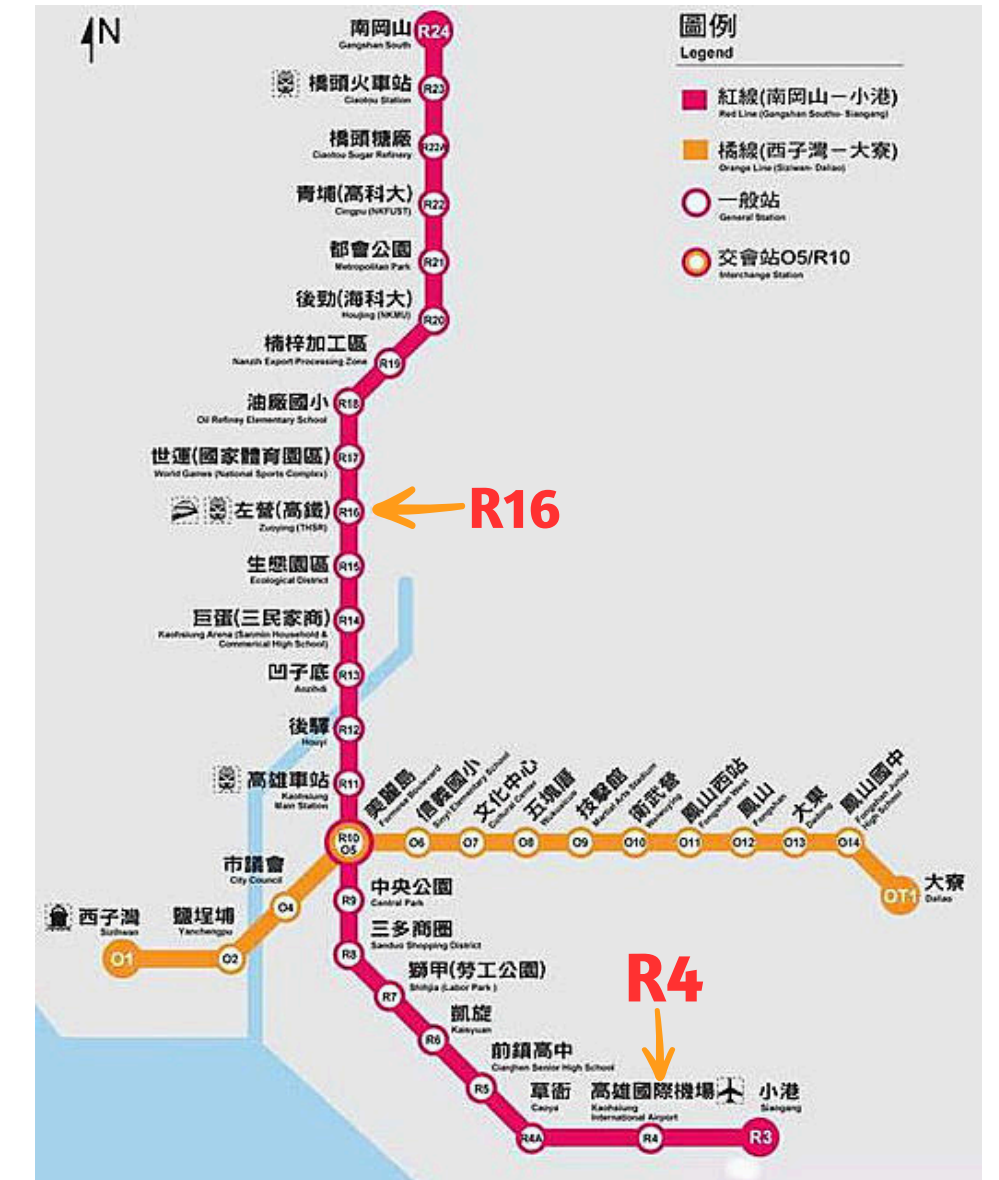 N
圖例
Legend
紅線(南岡山－小港)
Red Line (Gangshan Southu- Siangang)
橘線(西子灣－大寮)
Orange Line (Siziwan- Daliao)
一般站
General Station
交會站O5/R10
Interchange Station
南岡山 R24
Gangshan South
橋頭火車站 R23
Ciaotou Station
橋頭糖廠 R22A
Ciaotou Sugar Refinery
青埔(高科大) R22
Cingpu (NKFUST)
都會公園 R21
Metropolitan Park
後勁(海科大) R20
Houjing (NKMU)
楠梓加工區 R19
Nanzih Export Processing Zone
油廠國小 R18
Oil Refiney Elementary School
世運(國家體育園區) R17
World Games (National Sports Complex)
左營(高鐵) R16
Zuoying (THSR)
R16
生態園區 R15
Ecological District
巨蛋(三民家商) R14
Kaohsiung Arena (Sanmin Household &
Commerical High School)
凹子底 R13
Aozihdi
後驛 R12
Houyi
高雄車站 R11
Kaohsiung
Main Station
R10
O5
美麗島
Formosa Boulevard
信義國小
Sinyi Elementary School
O6
文化中心
Cultural Center
O7
五塊厝
Wukuaicuo
O8
技擊館
Martial Arts Stadium
O9
衛武營
Weiwuying
O10
鳳山西站
Fongshan West
O11
鳳山
Fongshan
O12
大東
Dadong
O13
鳳山國中
Fongshan Junior
High School
O14
大寮
Daliao
OT1
市議會
City Council
O4
鹽埕埔
Yanchengpu
O2
西子灣
Sizihwan
O1
R9 中央公園
Central Park
R8 三多商圈
Sanduo Shopping District
R7 獅甲(勞工公園)
Shihjia (Labor Park )
R6 凱旋
Kaisyuan
R5 前鎮高中
Cianjhen Senior High School
草衙
Caoya
R4A
R4
高雄國際機場
Kaohsiung
International Airport
R4
小港
Siangang
R3